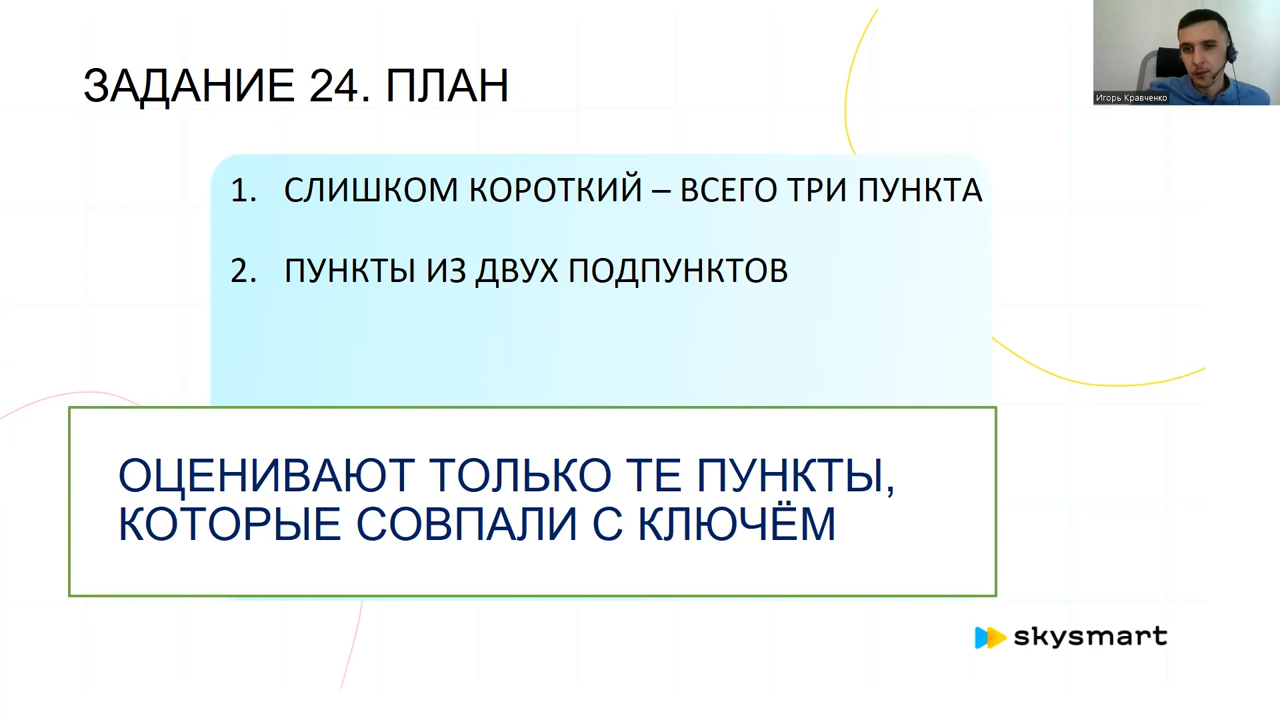 ЗАДАНИЕ 24. ПЛАН
Игорь Кравченко
1. СЛИШКОМ КОРОТКИЙ – ВСЕГО ТРИ ПУНКТА
2. ПУНКТЫ ИЗ ДВУХ ПОДПУНКТОВ
ОЦЕНИВАЮТ ТОЛЬКО ТЕ ПУНКТЫ,
КОТОРЫЕ СОВПАЛИ С КЛЮЧЁМ
skysmart